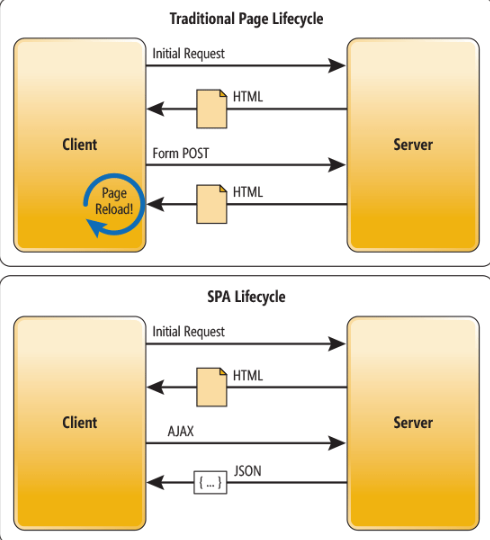 Traditional Page Lifecycle
Initial Request
HTML
Client
Server
Form POST
HTML
Page
Reload!
SPA Lifecycle
Initial Request
HTML
Client
Server
AJAX
JSON
{ ... }